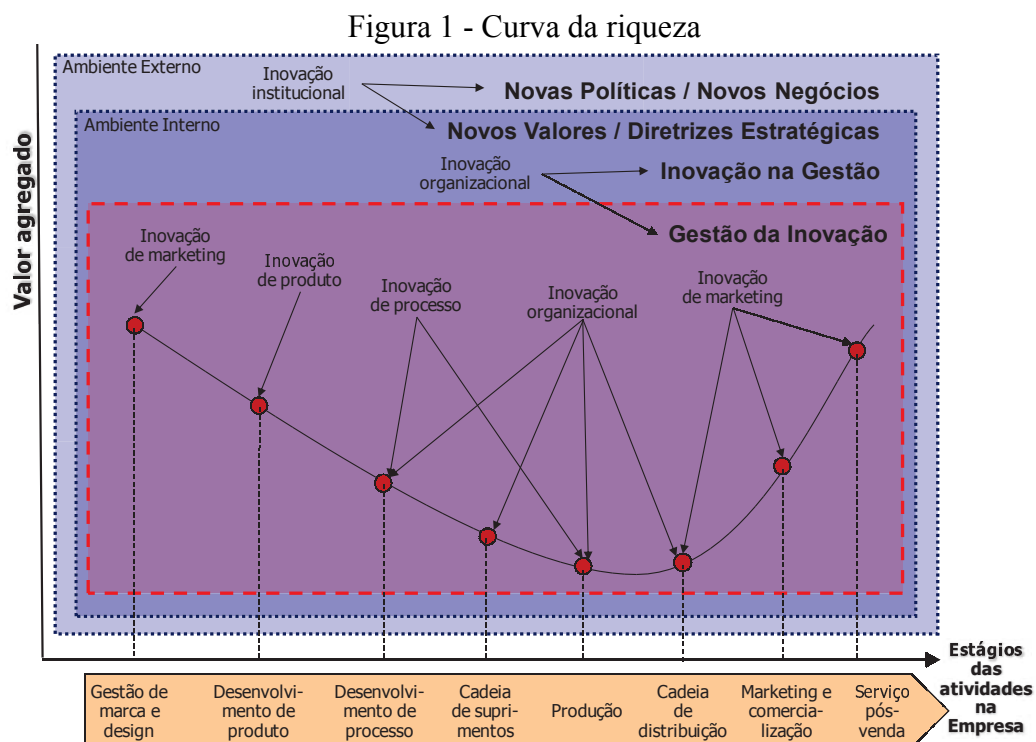 Figura 1 - Curva da riqueza
Ambiente Externo
Inovação
institucional
Novas Políticas / Novos Negócios
Ambiente Interno
Novos Valores / Diretrizes Estratégicas
Inovação
organizacional
Inovação na Gestão
Gestão da Inovação
Valor agregado
Inovação
de marketing
Inovação
de produto
Inovação
de processo
Inovação
organizacional
Inovação
de marketing
Estágios
das
atividades
na
Empresa
Gestão de
marca e
design
Desenvolvi-
mento de
produto
Desenvolvi-
mento de
processo
Cadeia
de supri-
mentos
Produção
Cadeia
de
distribuição
Marketing e
comercia-
lização
Serviço
pós-
venda